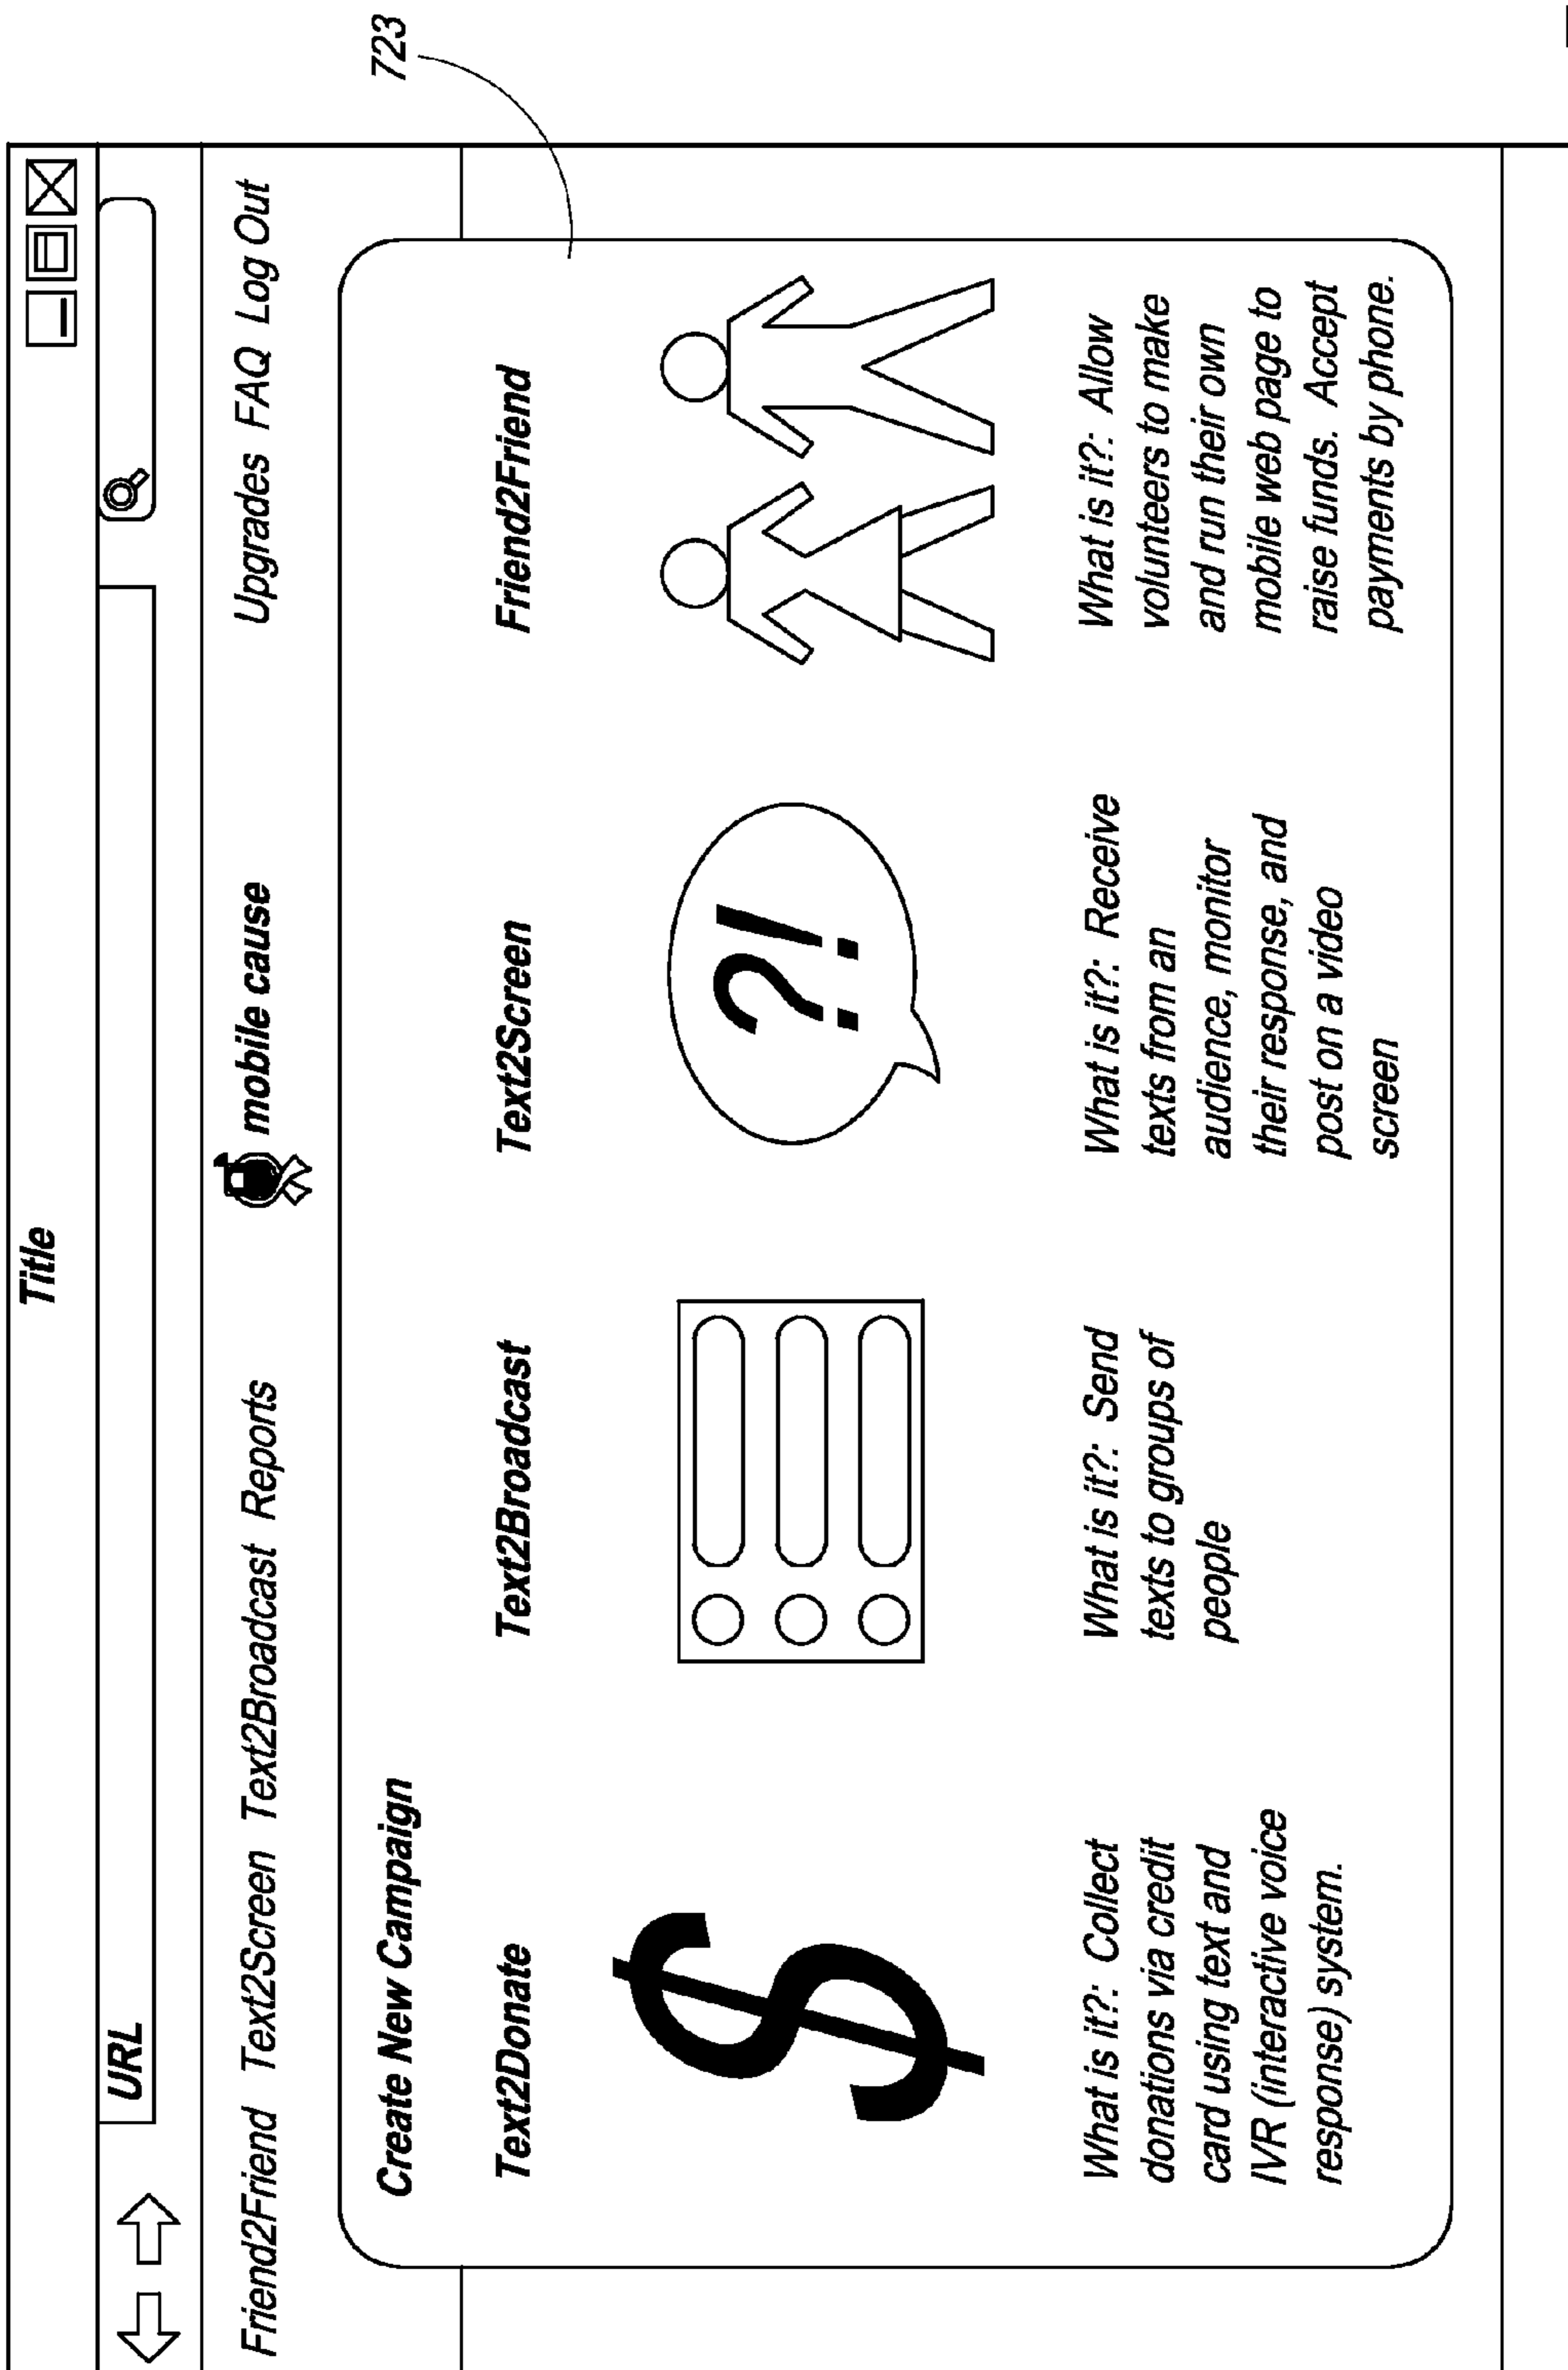 Title
URL
Friend2Friend Text2Screen Text2Broadcast Reports
mobile cause
Upgrades FAQ Log Out
723
Create New Campaign
Text2Donate
What is it?: Collect
donations via credit
card using text and
IVR (interactive voice
response) system.
Text2Broadcast
What is it?: Send
texts to groups of
people
Text2Screen
?!
What is it?: Receive
texts from an
audience, monitor
their response, and
post on a video
screen
Friend2Friend
What is it?: Allow
volunteers to make
and run their own
mobile web page to
raise funds. Accept
payments by phone.